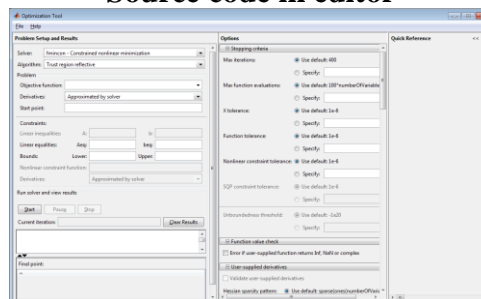 Source code in editor
Optimization Tool
File Help
Problem Setup and Results
Solver: fmincon - Constrained nonlinear minimization
Algorithm: Trust region reflective
Problem
Objective function:
Derivatives: Approximated by solver
Start point:
Constraints:
Linear inequalities: A: b:
Linear equalities: Aeq: beq:
Bounds: Lower: Upper:
Nonlinear constraint function:
Derivatives: Approximated by solver
Run solver and view results
Start Pause Stop
Current iteration: Clear Results
Final point:
Options
Stopping criteria
Max iterations: Use default: 400
Specify:
Max function evaluations: Use default: 100*numberOfVariable
Specify:
X tolerance: Use default: 1e-6
Specify:
Function tolerance: Use default: 1e-6
Specify:
Nonlinear constraint tolerance: Use default: 1e-6
Specify:
SQP constraint tolerance: Use default: 1e-6
Specify:
Unboundedness threshold: Use default: -1e20
Specify:
Function value check
Error if user-supplied function returns Inf, NaN or complex
User-supplied derivatives
Validate user-supplied derivatives
Hessian sparsity pattern: Use default: sparse(ones(numberOfVaria
Quick Reference <<